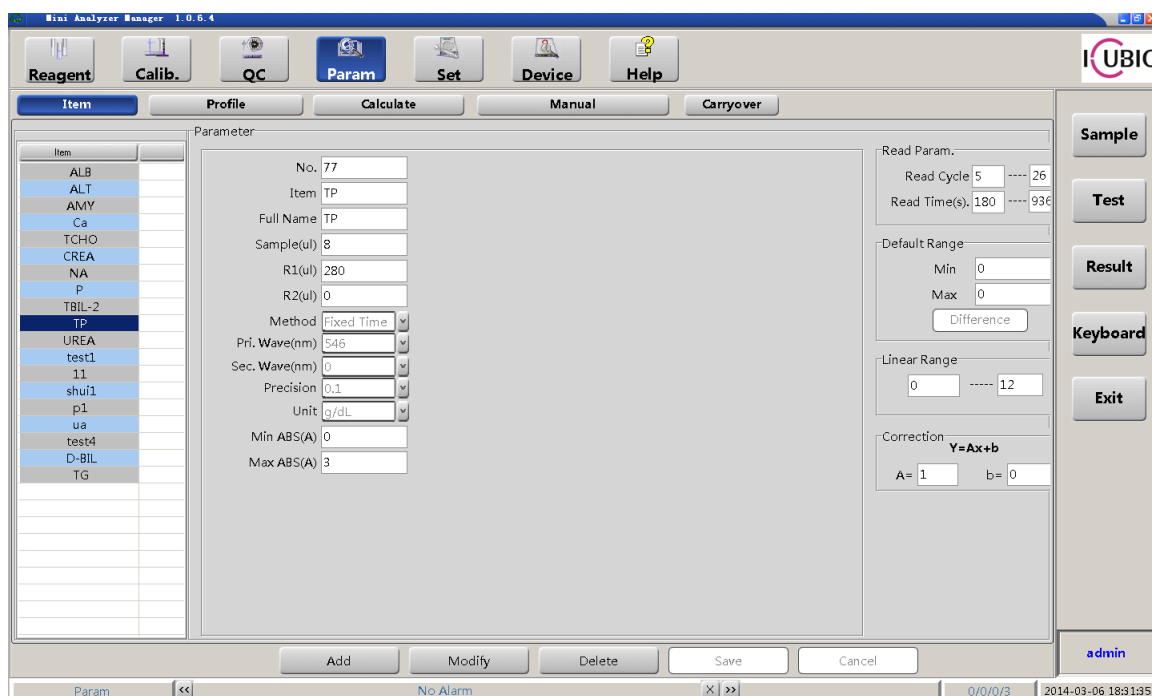 Mini Analyzer Manager 1.0.6.4
Reagent Calib. QC Param Set Device Help
ICUBIO
Item Profile Calculate Manual Carryover
Item
ALB
ALT
AMY
Ca
TCHO
CREA
NA
P
TBIL-2
TP
UREA
test1
11
shui1
p1
ua
test4
D-BIL
TG
Parameter
No. 77
Item TP
Full Name TP
Sample(ul) 8
R1(ul) 280
R2(ul) 0
Method Fixed Time
Pri. Wave(nm) 546
Sec. Wave(nm) 0
Precision 0.1
Unit g/dL
Min ABS(A) 0
Max ABS(A) 3
Read Param.
Read Cycle 5 ---- 26
Read Time(s). 180 ---- 936
Default Range
Min 0
Max 0
Difference
Linear Range
0 ----- 12
Correction
Y=Ax+b
A= 1 b= 0
Sample
Test
Result
Keyboard
Exit
Add Modify Delete Save Cancel
admin
Param << No Alarm X >> 0/0/0/3 2014-03-06 18:31:35